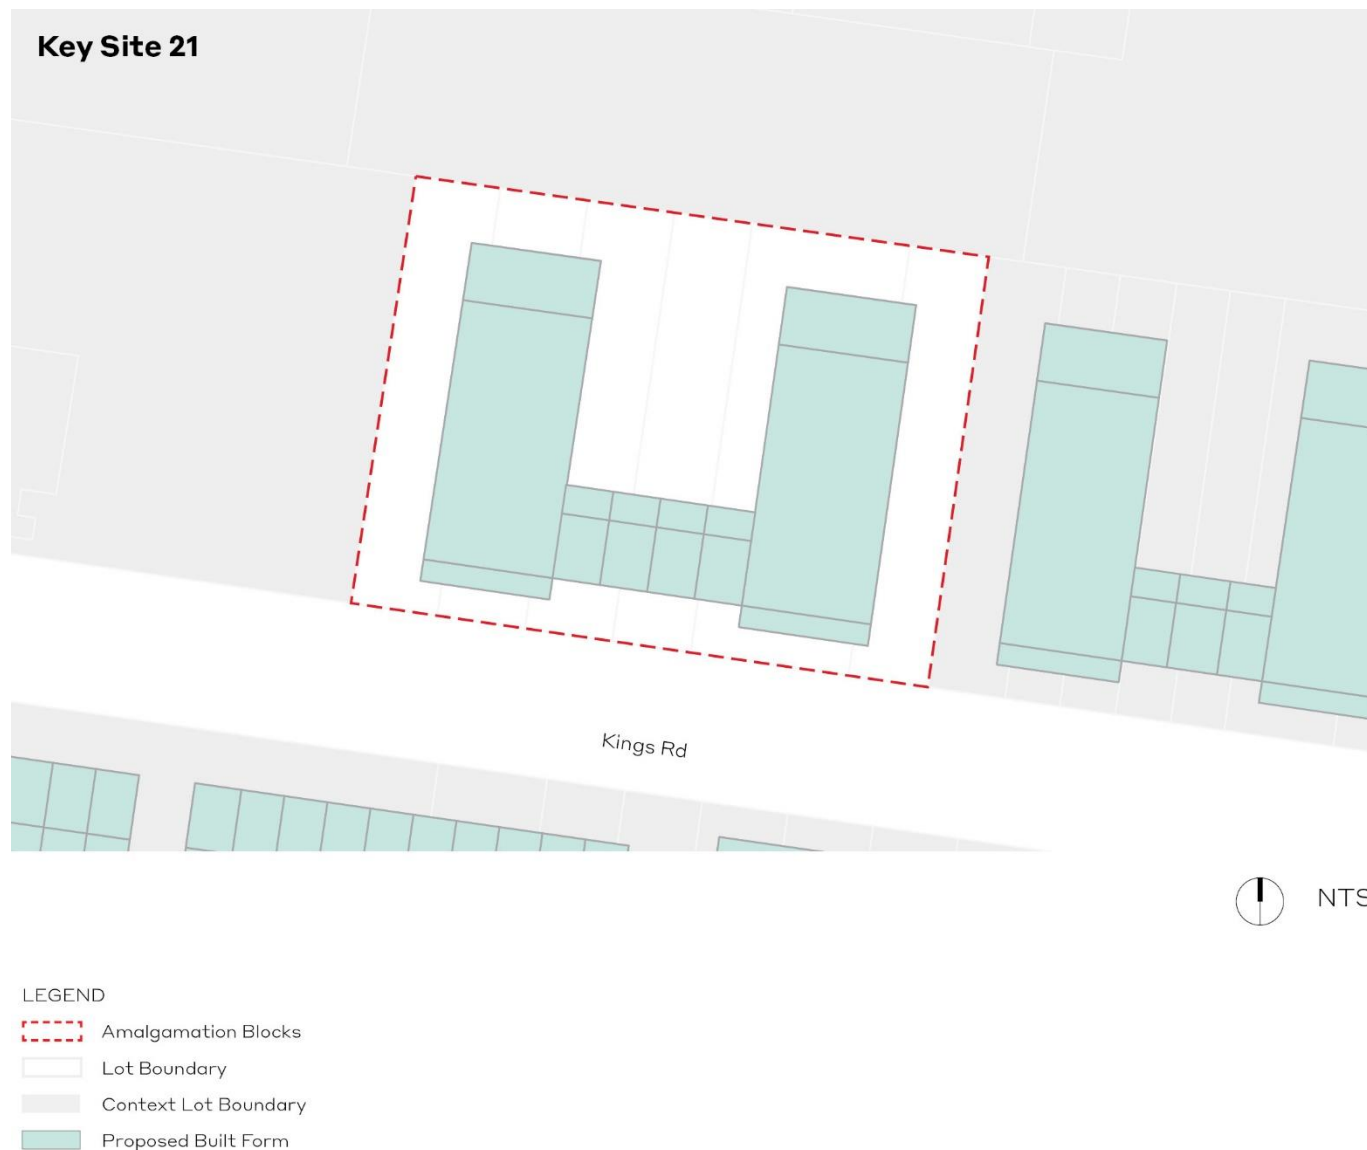 Key Site 21
Kings Rd
NTS
LEGEND
Amalgamation Blocks
Lot Boundary
Context Lot Boundary
Proposed Built Form